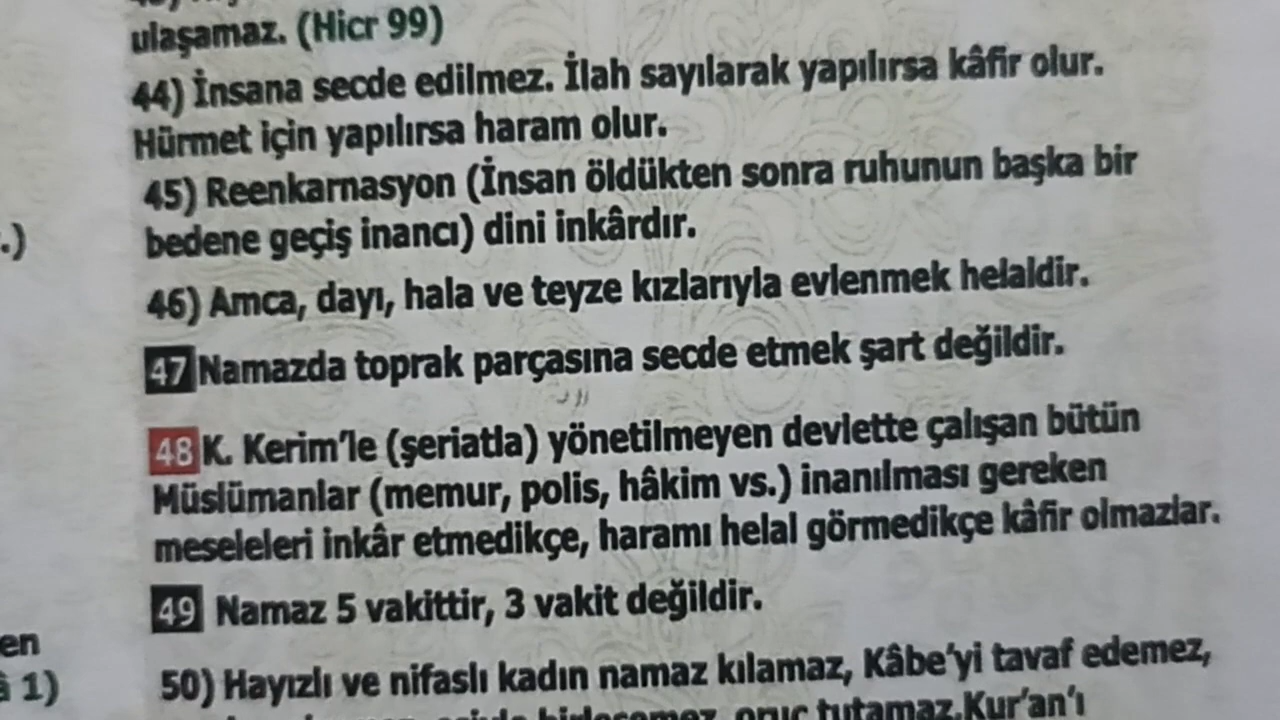 ulaşamaz. (Hicr 99)
44) İnsana secde edilmez. İlah sayılarak yapılırsa kâfir olur.
Hürmet için yapılırsa haram olur.
45) Reenkarnasyon (İnsan öldükten sonra ruhunun başka bir
.)
bedene geçiş inancı) dini inkârdır.
46) Amca, dayı, hala ve teyze kızlarıyla evlenmek helaldir.
47 Namazda toprak parçasına secde etmek şart değildir.
48 K. Kerim'le (şeriatla) yönetilmeyen devlette çalışan bütün
Müslümanlar (memur, polis, hâkim vs.) inanılması gereken
meseleleri inkâr etmedikçe, haramı helal görmedikçe kâfir olmazlar.
49 Namaz 5 vakittir, 3 vakit değildir.
en
â 1)
50) Hayızlı ve nifaslı kadın namaz kılamaz, Kâbe'yi tavaf edemez,
oruç tutamaz,Kur'an'ı